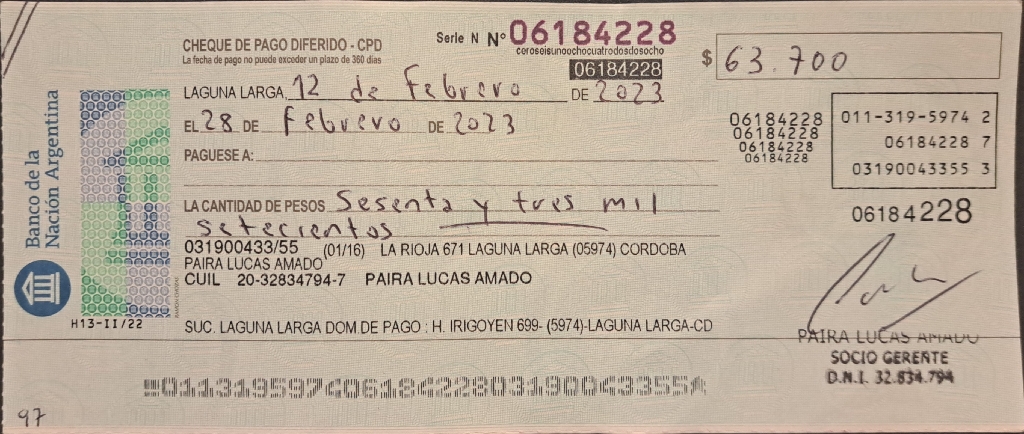 CHEQUE DE PAGO DIFERIDO - CPD
La fecha de pago no puede exceder un plazo de 360 días
Serie N Nº 06184228
ceroseisunoochocuatrodosdosocho
06184228
$ 63.700
LAGUNA LARGA, 12 de Febrero DE 2023
EL 28 DE Febrero DE 2023
PAGUESE A:
LA CANTIDAD DE PESOS Sesenta y tres mil
setecientos
031900433/55 (01/16) LA RIOJA 671 LAGUNA LARGA (05974) CORDOBA
PAIRA LUCAS AMADO
CUIL 20-32834794-7 PAIRA LUCAS AMADO
SUC. LAGUNA LARGA DOM DE PAGO : H. IRIGOYEN 699- (5974)-LAGUNA LARGA-CD
Banco de la
Nación Argentina
H13-II/22
06184228
06184228
06184228
06184228
011-319-5974 2
06184228 7
03190043355 3
06184228
PAIRA LUCAS AMADO
SOCIO GERENTE
D.N.I. 32.834.794
01131959740618422803190043355
97